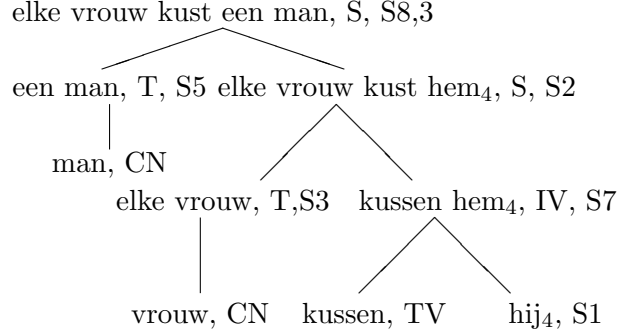 elke vrouw kust een man, S, S8,3
een man, T, S5 elke vrouw kust hem₄, S, S2
man, CN
elke vrouw, T,S3 kussen hem₄, IV, S7
vrouw, CN kussen, TV hij₄, S1